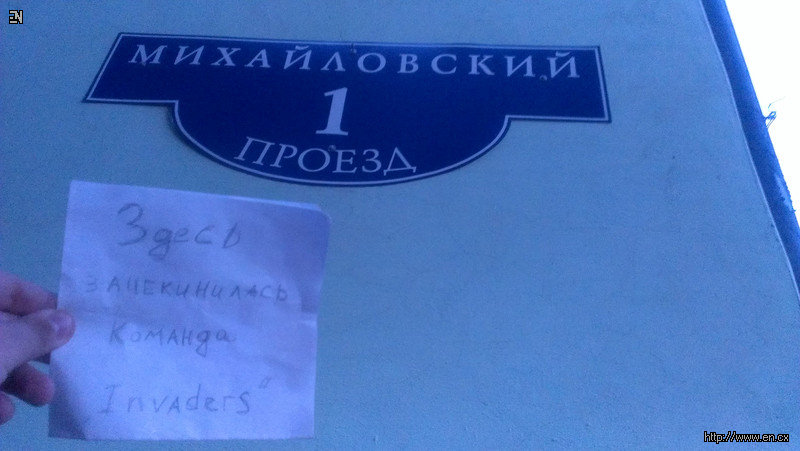 EN
МИХАЙЛОВСКИЙ
1
ПРОЕЗД
Здесь
зачекинилась
команда
Invaders"
http://www.en.cx